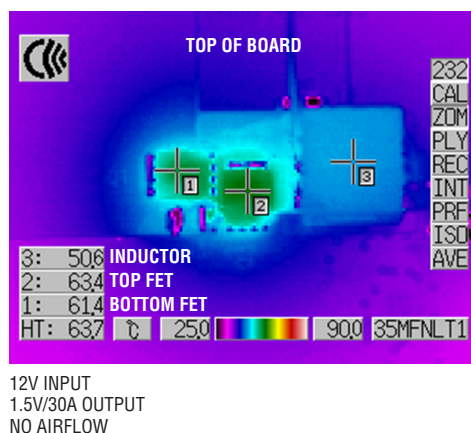 TOP OF BOARD
232
CAL
ZOM
PLY
REC
INT
PRF
ISO
AVE
1
2
3
3: 50.6 INDUCTOR
2: 63.4 TOP FET
1: 61.4 BOTTOM FET
HT: 63.7 °C 25.0 90.0 35MFNLT1
12V INPUT
1.5V/30A OUTPUT
NO AIRFLOW